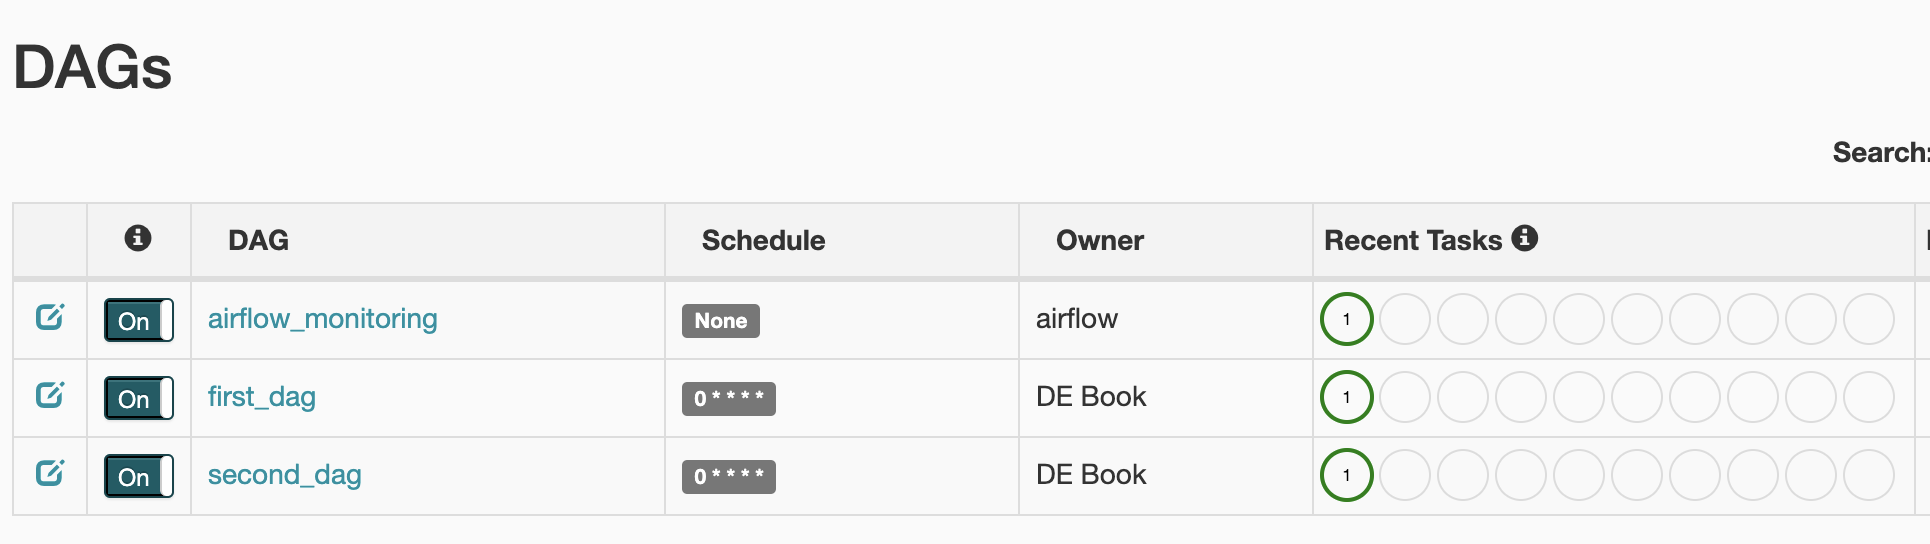 DAGs
Search:
DAG Schedule Owner Recent Tasks
On airflow_monitoring None airflow 1
On first_dag 0 * * * * DE Book 1
On second_dag 0 * * * * DE Book 1